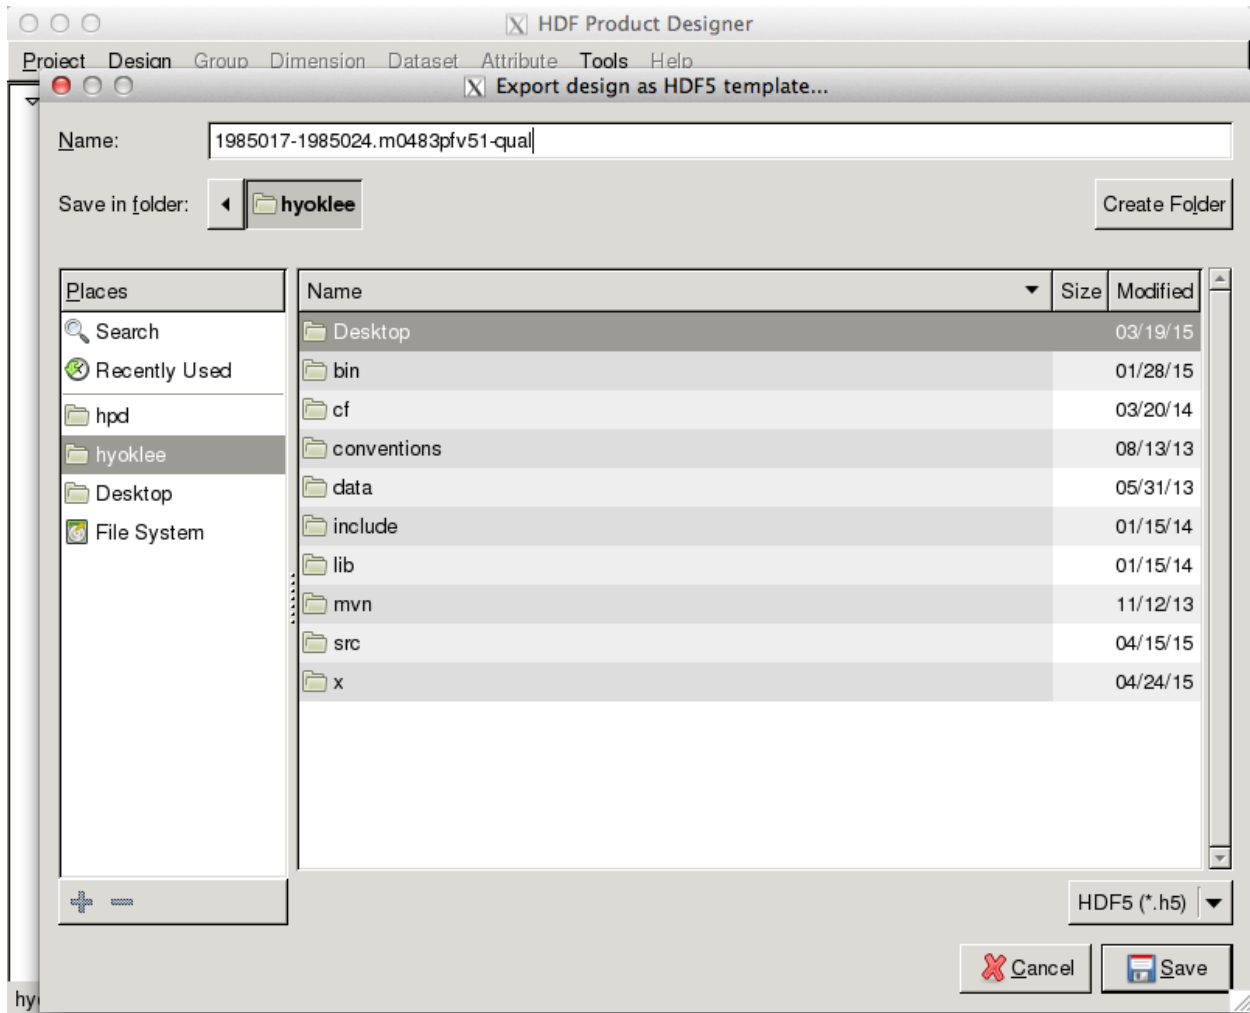 HDF Product Designer
Project Design Group Dimension Dataset Attribute Tools Help
Export design as HDF5 template...
Name: 1985017-1985024.m0483pfv51-qual
Save in folder: hyoklee Create Folder
Places Name Size Modified
Search Desktop 03/19/15
Recently Used bin 01/28/15
hpd cf 03/20/14
hyoklee conventions 08/13/13
Desktop data 05/31/13
File System include 01/15/14
lib 01/15/14
mvn 11/12/13
src 04/15/15
x 04/24/15
HDF5 (*.h5)
Cancel Save
hy